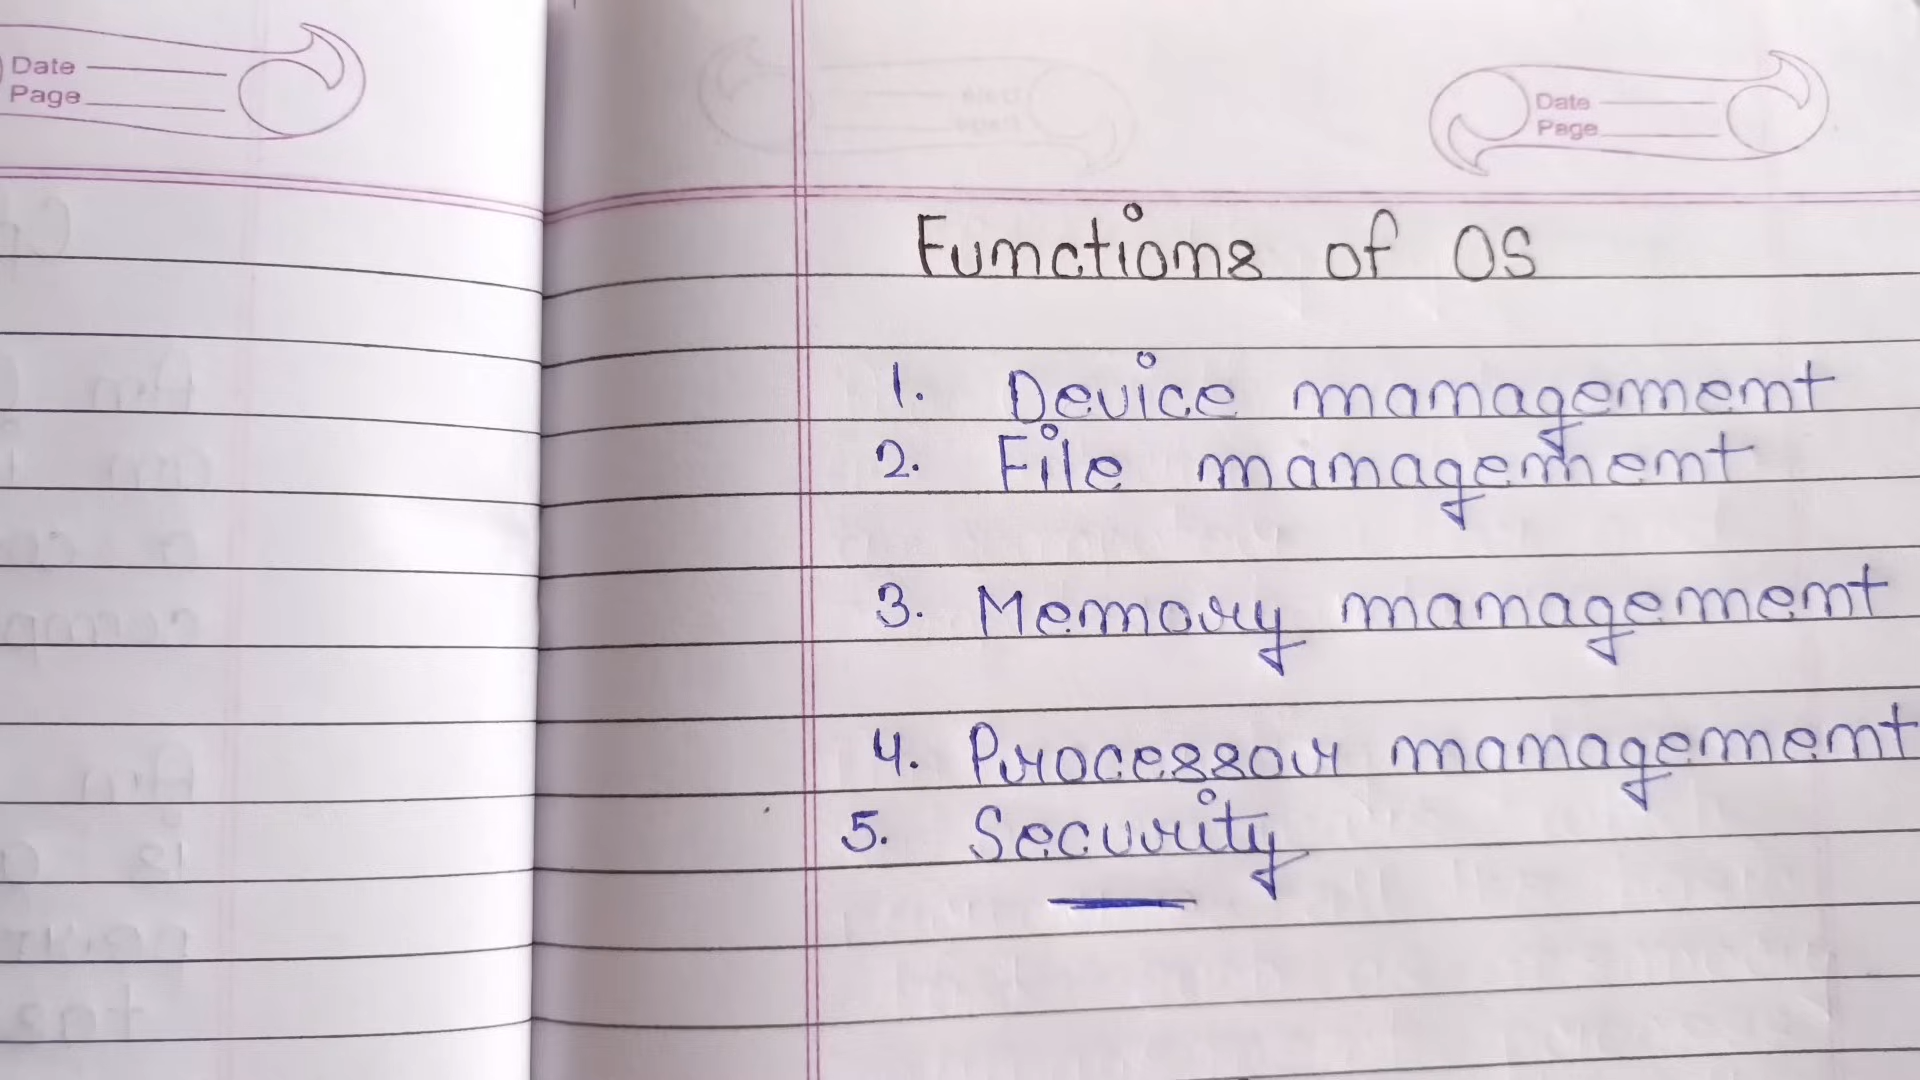 Date
Page
Date
Page
Functions of OS
1. Device management
2. File management
3. Memory management
4. Processor management
5. Security